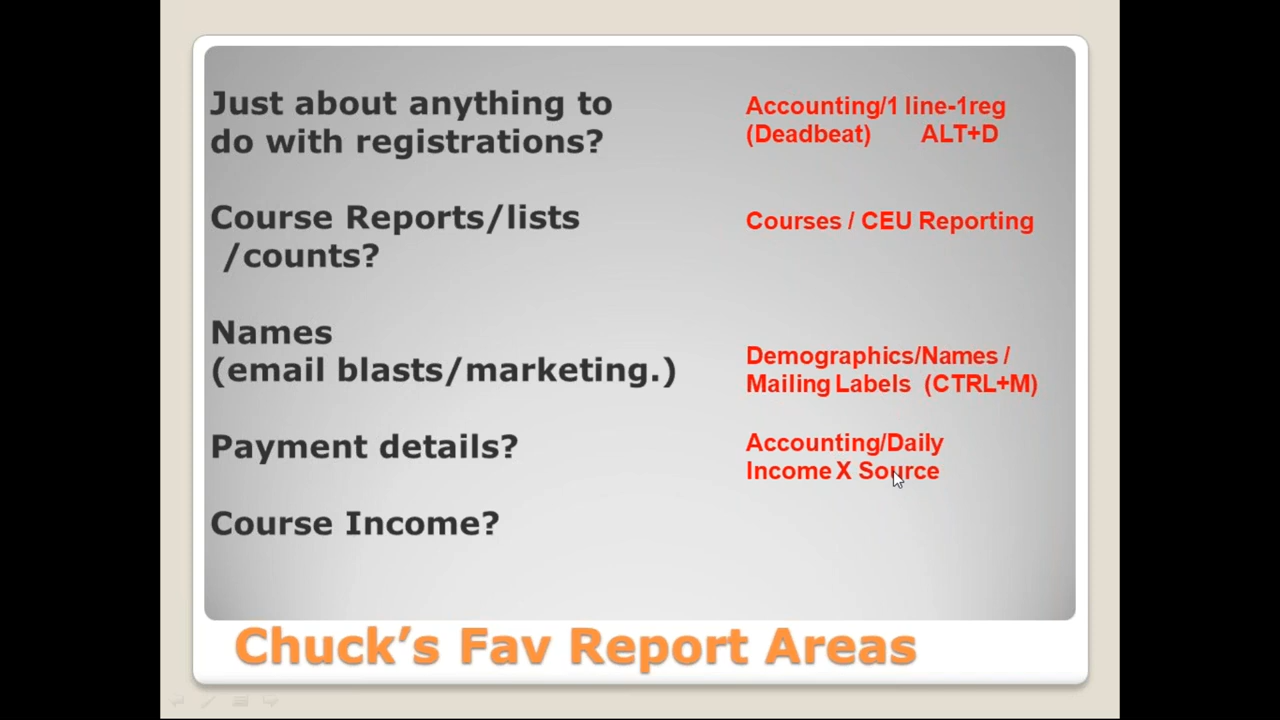 Just about anything to
do with registrations?
Accounting/1 line-1reg
(Deadbeat) ALT+D
Course Reports/lists
/counts?
Courses / CEU Reporting
Names
(email blasts/marketing.)
Demographics/Names /
Mailing Labels (CTRL+M)
Payment details?
Accounting/Daily
Income X Source
Course Income?
Chuck's Fav Report Areas